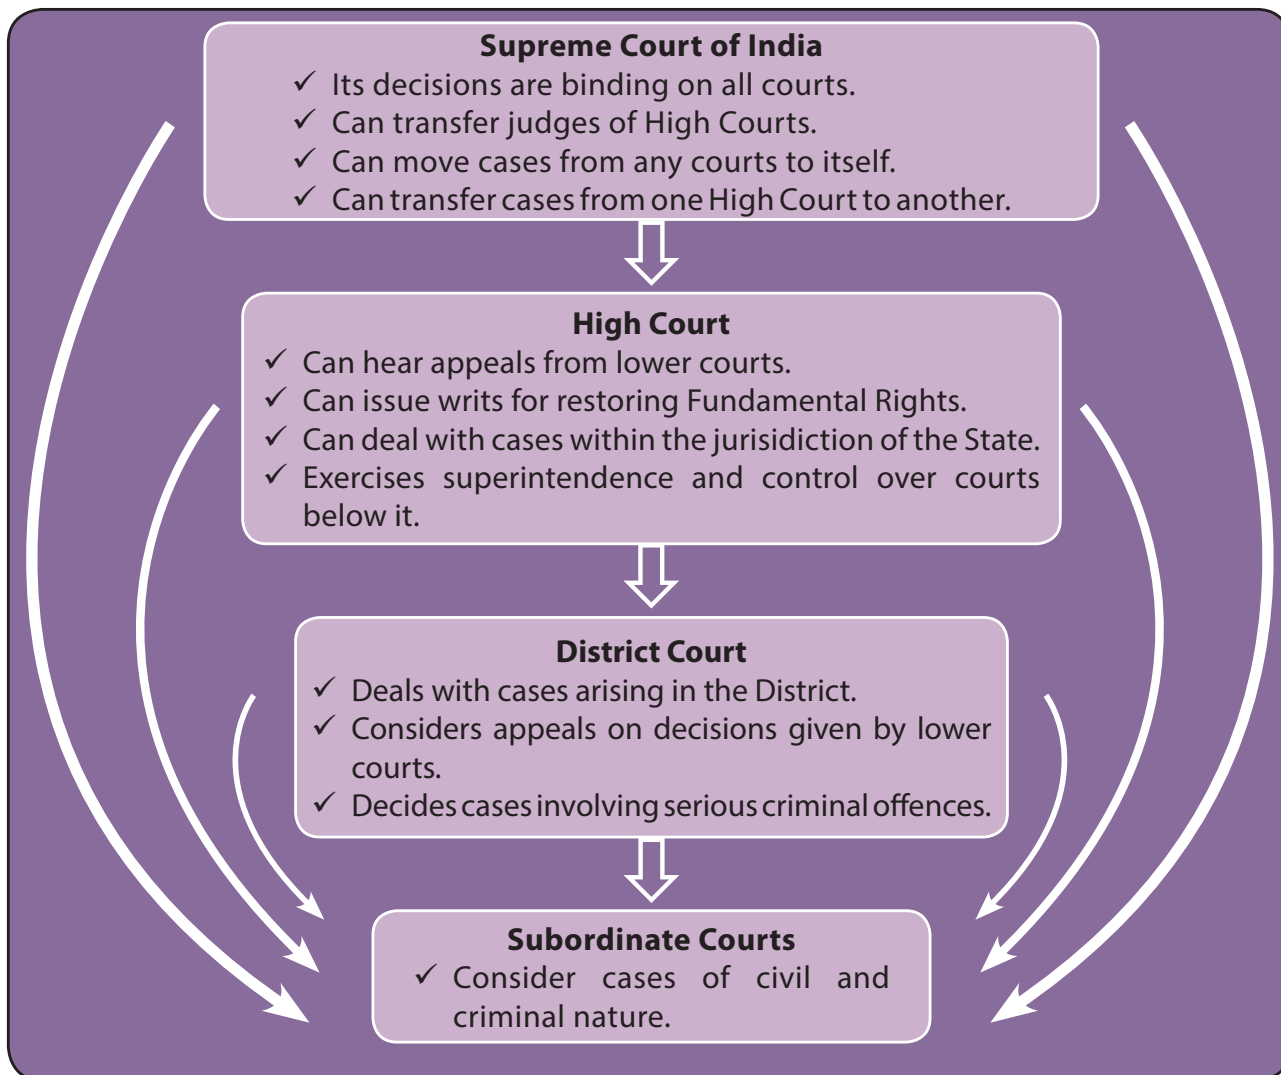 Supreme Court of India
✓ Its decisions are binding on all courts.
✓ Can transfer judges of High Courts.
✓ Can move cases from any courts to itself.
✓ Can transfer cases from one High Court to another.
High Court
✓ Can hear appeals from lower courts.
✓ Can issue writs for restoring Fundamental Rights.
✓ Can deal with cases within the jurisidiction of the State.
✓ Exercises superintendence and control over courts
below it.
District Court
✓ Deals with cases arising in the District.
✓ Considers appeals on decisions given by lower
courts.
✓ Decides cases involving serious criminal offences.
Subordinate Courts
✓ Consider cases of civil and
criminal nature.